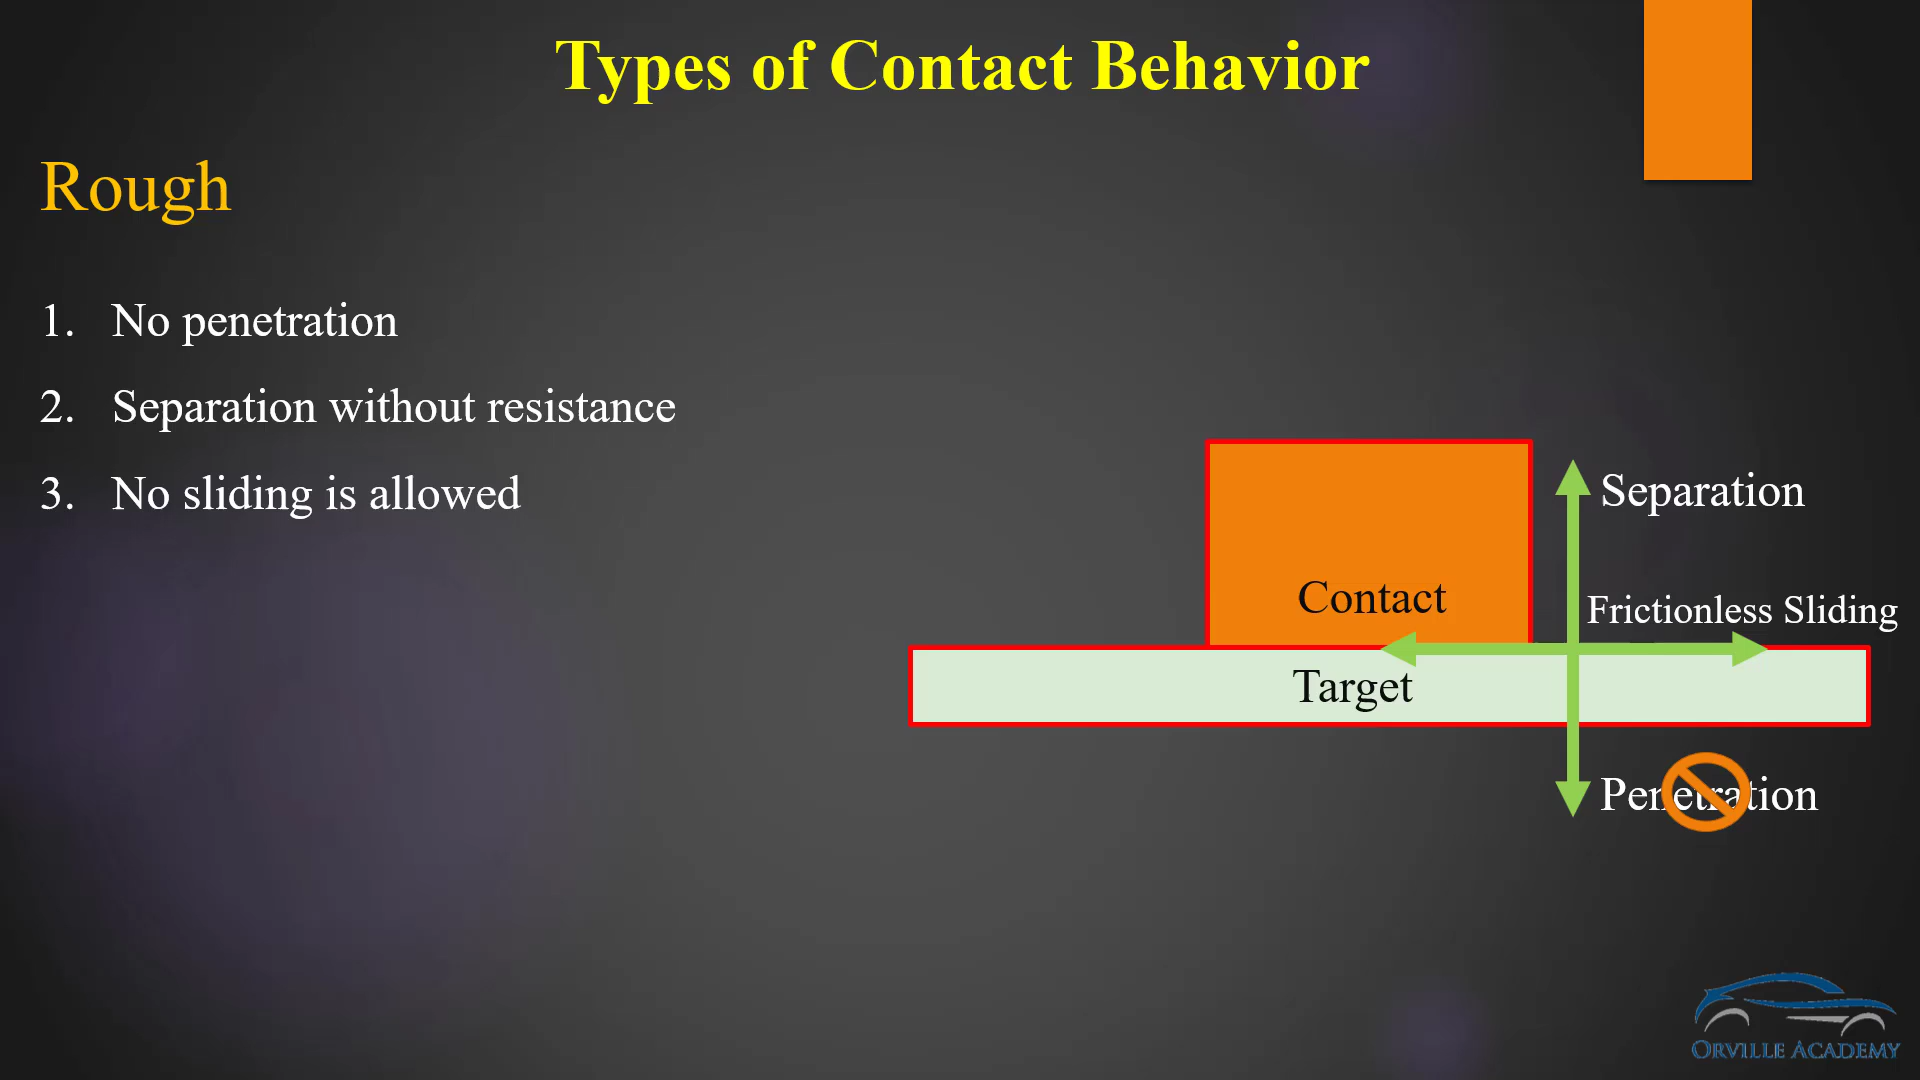 Types of Contact Behavior
Rough
1. No penetration
2. Separation without resistance
3. No sliding is allowed
Separation
Contact
Frictionless Sliding
Target
Penetration
ORVILLE ACADEMY